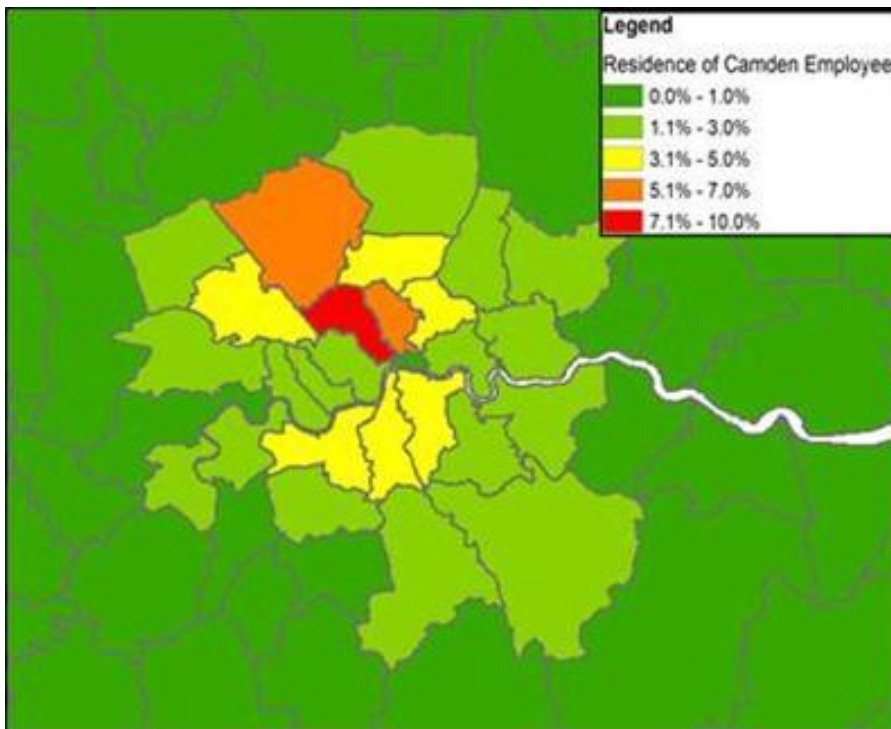 Legend
Residence of Camden Employee
0.0% - 1.0%
1.1% - 3.0%
3.1% - 5.0%
5.1% - 7.0%
7.1% - 10.0%